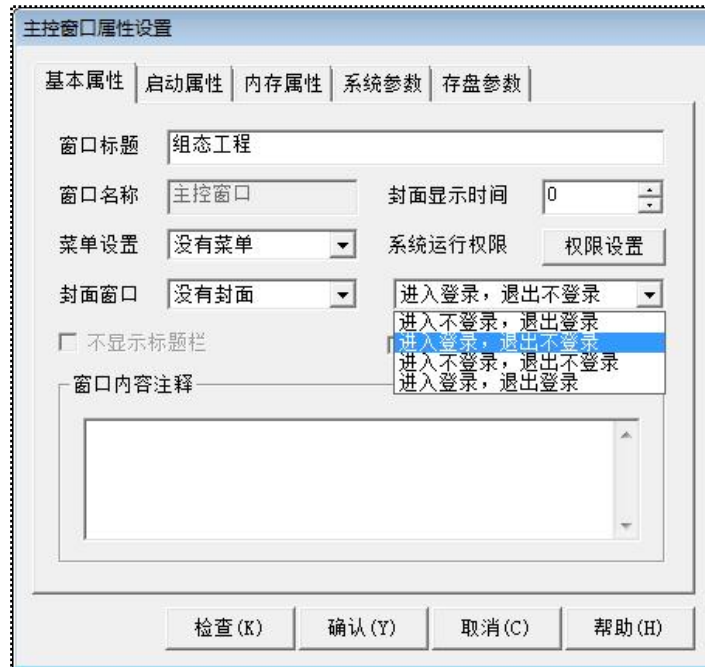 主控窗口属性设置
基本属性 启动属性 内存属性 系统参数 存盘参数
窗口标题 组态工程
窗口名称 主控窗口 封面显示时间 0
菜单设置 没有菜单 系统运行权限 权限设置
封面窗口 没有封面 进入登录，退出不登录
进入不登录，退出登录
不显示标题栏 进入登录，退出不登录
进入不登录，退出不登录
窗口内容注释 进入登录，退出登录
检查(K) 确认(Y) 取消(C) 帮助(H)